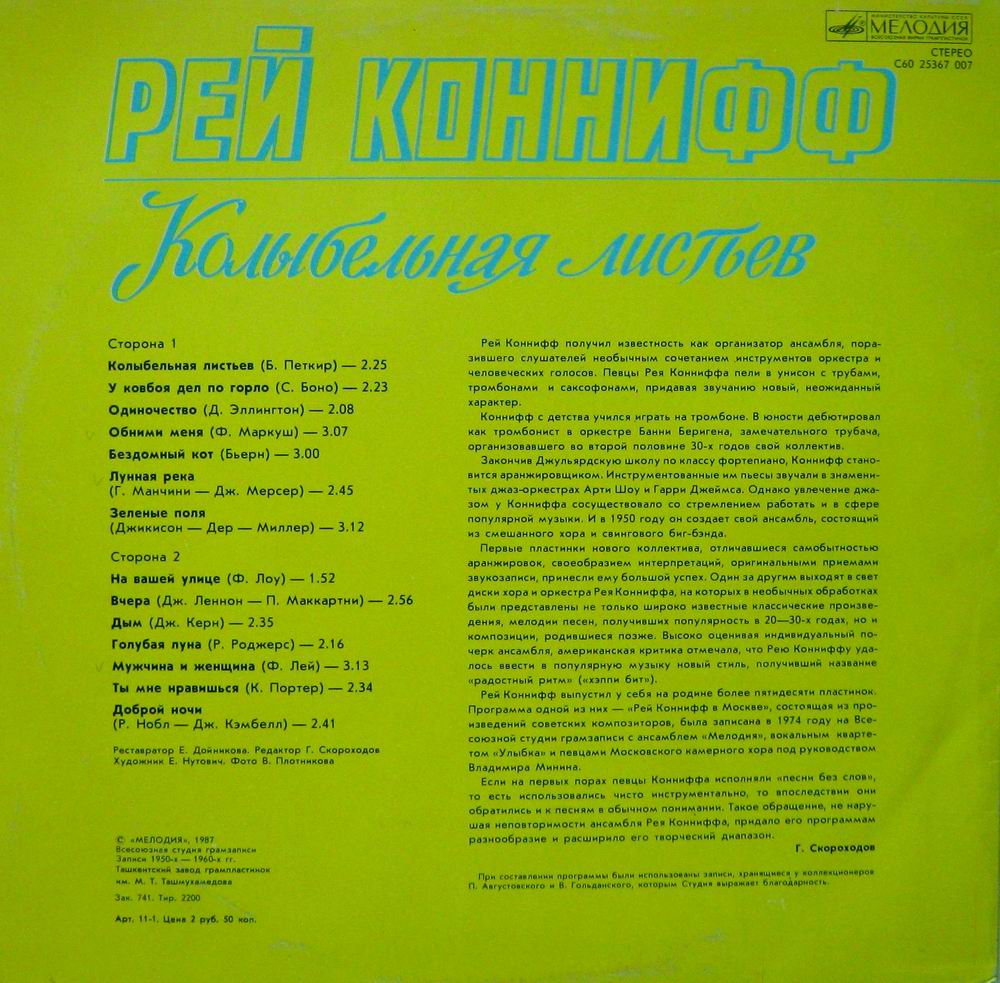 МИНИСТЕРСТВО КУЛЬТУРЫ СССР
МЕЛОДИЯ
ВСЕСОЮЗНАЯ ФИРМА ГРАМПЛАСТИНОК
СТЕРЕО
С60 25367 007
РЕЙ КОННИФФ
Колыбельная листьев
Сторона 1
Колыбельная листьев (Б. Петкир) — 2.25
У ковбоя дел по горло (С. Боно) — 2.23
Одиночество (Д. Эллингтон) — 2.08
Обними меня (Ф. Маркуш) — 3.07
Бездомный кот (Бьерн) — 3.00
Лунная река
(Г. Манчини — Дж. Мерсер) — 2.45
Зеленые поля
(Джикисон — Дер — Миллер) — 3.12
Сторона 2
На вашей улице (Ф. Лоу) — 1.52
Вчера (Дж. Леннон — П. Маккартни) — 2.56
Дым (Дж. Керн) — 2.35
Голубая луна (Р. Роджерс) — 2.16
Мужчина и женщина (Ф. Лей) — 3.13
Ты мне нравишься (К. Портер) — 2.34
Доброй ночи
(Р. Нобл — Дж. Кэмбелл) — 2.41
Реставратор Е. Дойникова. Редактор Г. Скороходов
Художник Е. Нутович. Фото В. Плотникова
© «МЕЛОДИЯ», 1987
Всесоюзная студия грамзаписи
Записи 1950-х — 1960-х гг.
Ташкентский завод грампластинок
им. М. Т. Ташмухамедова
Зак. 741. Тир. 2200
Арт. 11-1. Цена 2 руб. 50 коп.
Рей Коннифф получил известность как организатор ансамбля, пора-
зившего слушателей необычным сочетанием инструментов оркестра и
человеческих голосов. Певцы Рея Конниффа пели в унисон с трубами,
тромбонами и саксофонами, придавая звучанию новый, неожиданный
характер.
Коннифф с детства учился играть на тромбоне. В юности дебютировал
как тромбонист в оркестре Банни Беригена, замечательного трубача,
организовавшего во второй половине 30-х годов свой коллектив.
Закончив Джульярдскую школу по классу фортепиано, Коннифф стано-
вится аранжировщиком. Инструментованные им пьесы звучали в знамени-
тых джаз-оркестрах Арти Шоу и Гарри Джеймса. Однако увлечение джа-
зом у Конниффа сосуществовало со стремлением работать и в сфере
популярной музыки. И в 1950 году он создает свой ансамбль, состоящий
из смешанного хора и свингового биг-бэнда.
Первые пластинки нового коллектива, отличавшиеся самобытностью
аранжировок, своеобразием интерпретаций, оригинальными приемами
звукозаписи, принесли ему большой успех. Один за другим выходят в свет
диски хора и оркестра Рея Конниффа, на которых в необычных обработках
были представлены не только широко известные классические произве-
дения, мелодии песен, получивших популярность в 20—30-х годах, но и
композиции, родившиеся позже. Высоко оценивая индивидуальный по-
черк ансамбля, американская критика отмечала, что Рею Конниффу уда-
лось ввести в популярную музыку новый стиль, получивший название
«радостный ритм» («хэппи бит»).
Рей Коннифф выпустил у себя на родине более пятидесяти пластинок.
Программа одной из них — «Рей Коннифф в Москве», состоящая из про-
изведений советских композиторов, была записана в 1974 году на Все-
союзной студии грамзаписи с ансамблем «Мелодия», вокальным кварте-
том «Улыбка» и певцами Московского камерного хора под руководством
Владимира Минина.
Если на первых порах певцы Конниффа исполняли «песни без слов»,
то есть использовались чисто инструментально, то впоследствии они
обратились и к песням в обычном понимании. Такое обращение, не нару-
шая неповторимости ансамбля Рея Конниффа, придало его программам
разнообразие и расширило его творческий диапазон.
Г. Скороходов
При составлении программы были использованы записи, хранящиеся у коллекционеров
П. Августовского и В. Гольданского, которым Студия выражает благодарность.